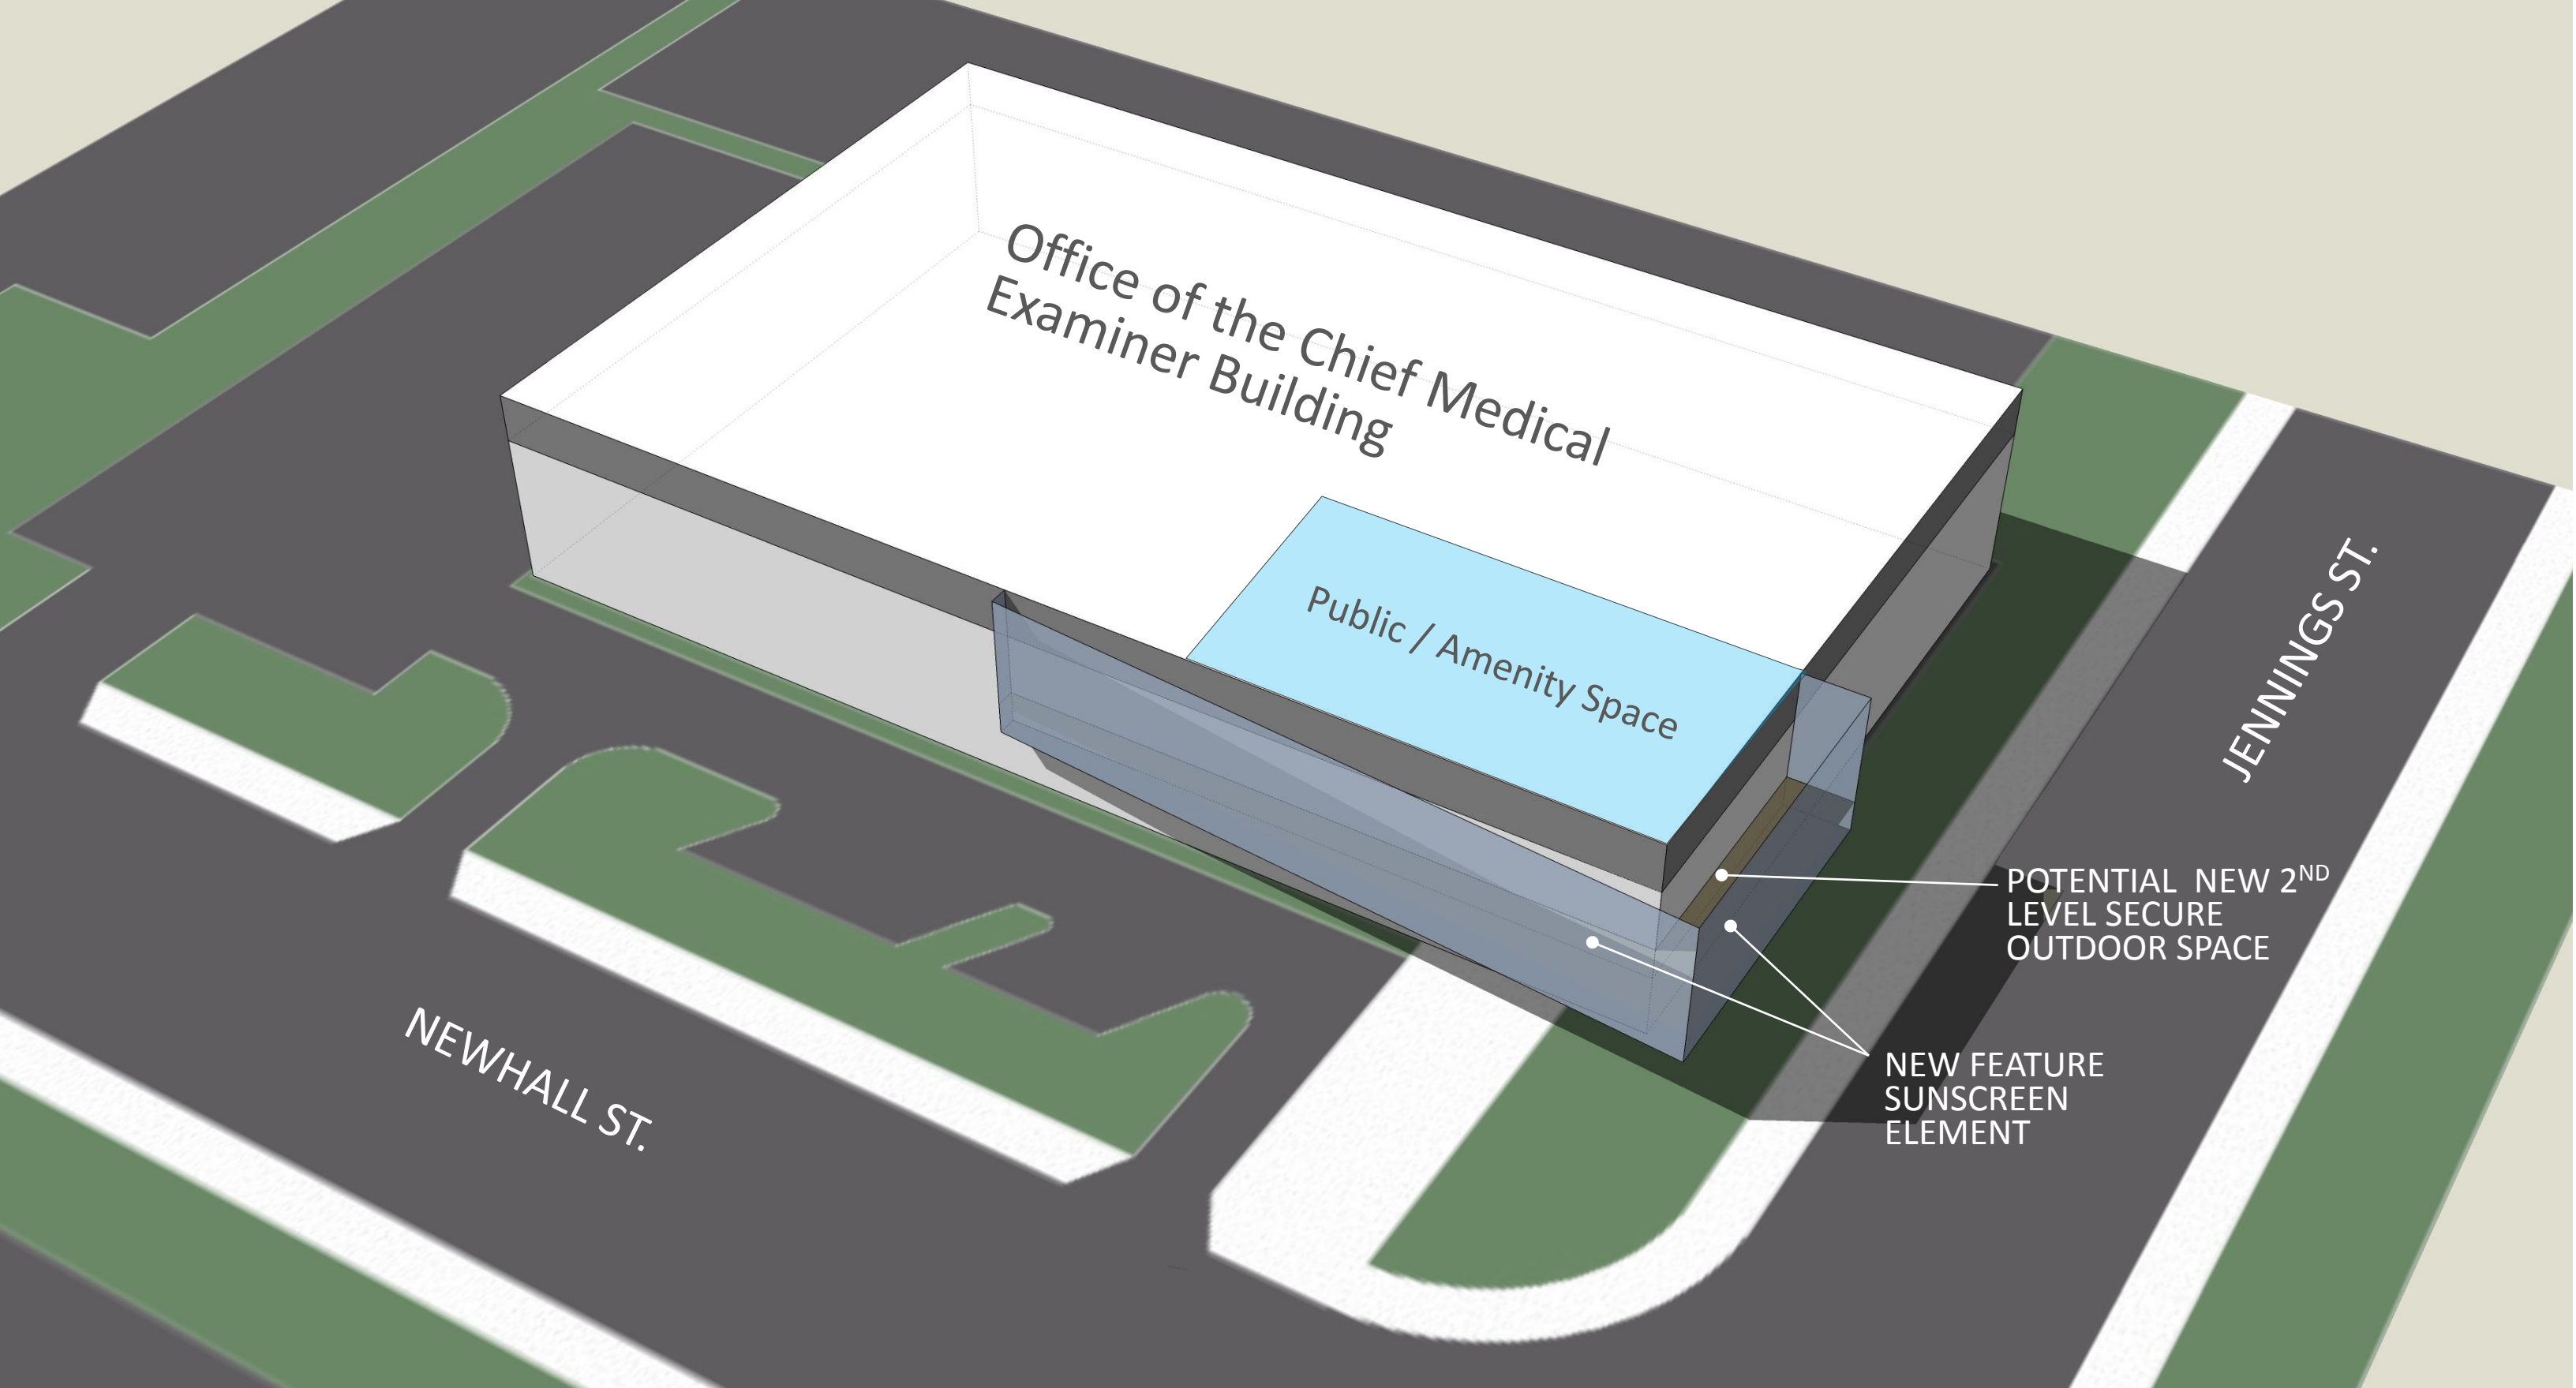 Office of the Chief Medical
Examiner Building
Public / Amenity Space
JENNINGS ST.
POTENTIAL NEW 2ND
LEVEL SECURE
OUTDOOR SPACE
NEW FEATURE
SUNSCREEN
ELEMENT
NEWHALL ST.